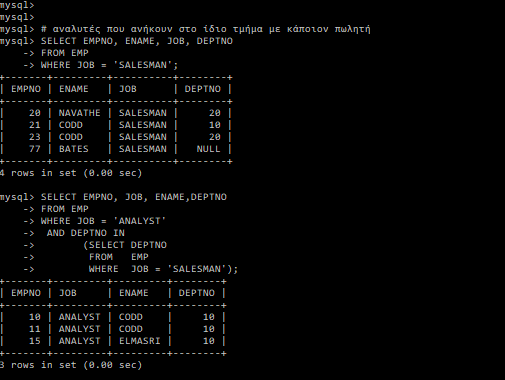 mysql>
mysql>
mysql> # αναλυτές που ανήκουν στο ίδιο τμήμα με κάποιον πωλητή
mysql> SELECT EMPNO, ENAME, JOB, DEPTNO
    -> FROM EMP
    -> WHERE JOB = 'SALESMAN';
+-------+---------+----------+--------+
| EMPNO | ENAME   | JOB      | DEPTNO |
+-------+---------+----------+--------+
|    20 | NAVATHE | SALESMAN |     20 |
|    21 | CODD    | SALESMAN |     10 |
|    23 | CODD    | SALESMAN |     20 |
|    77 | BATES   | SALESMAN |   NULL |
+-------+---------+----------+--------+
4 rows in set (0.00 sec)
mysql> SELECT EMPNO, JOB, ENAME,DEPTNO
    -> FROM EMP
    -> WHERE JOB = 'ANALYST'
    ->  AND DEPTNO IN
    ->        (SELECT DEPTNO
    ->         FROM   EMP
    ->         WHERE  JOB = 'SALESMAN');
+-------+---------+---------+--------+
| EMPNO | JOB     | ENAME   | DEPTNO |
+-------+---------+---------+--------+
|    10 | ANALYST | CODD    |     10 |
|    11 | ANALYST | CODD    |     10 |
|    15 | ANALYST | ELMASRI |     10 |
+-------+---------+---------+--------+
3 rows in set (0.00 sec)